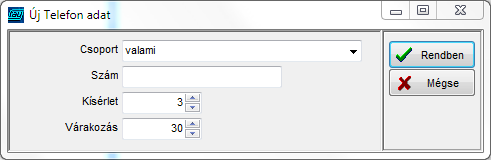 Új Telefon adat
Csoport valami
Rendben
Szám
Mégse
Kísérlet 3
Várakozás 30